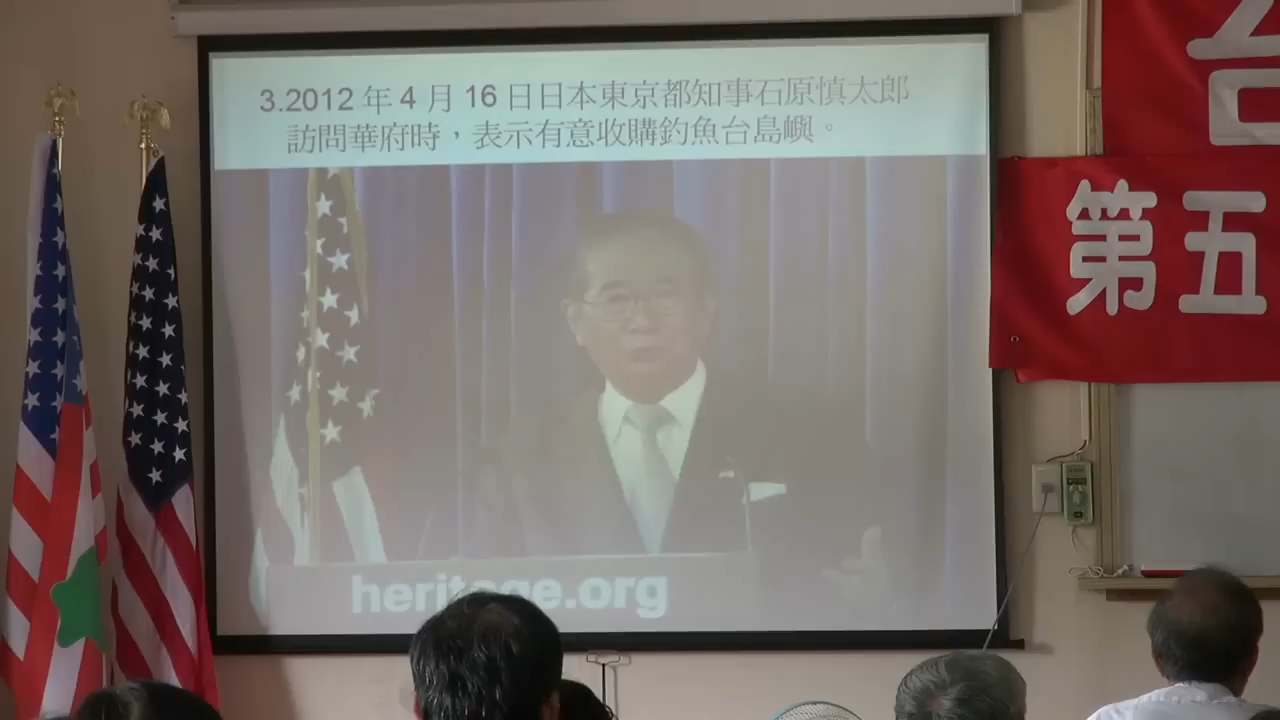 3.2012 年 4 月 16 日日本東京都知事石原慎太郎
訪問華府時，表示有意收購釣魚台島嶼。
heritage.org
台
第五